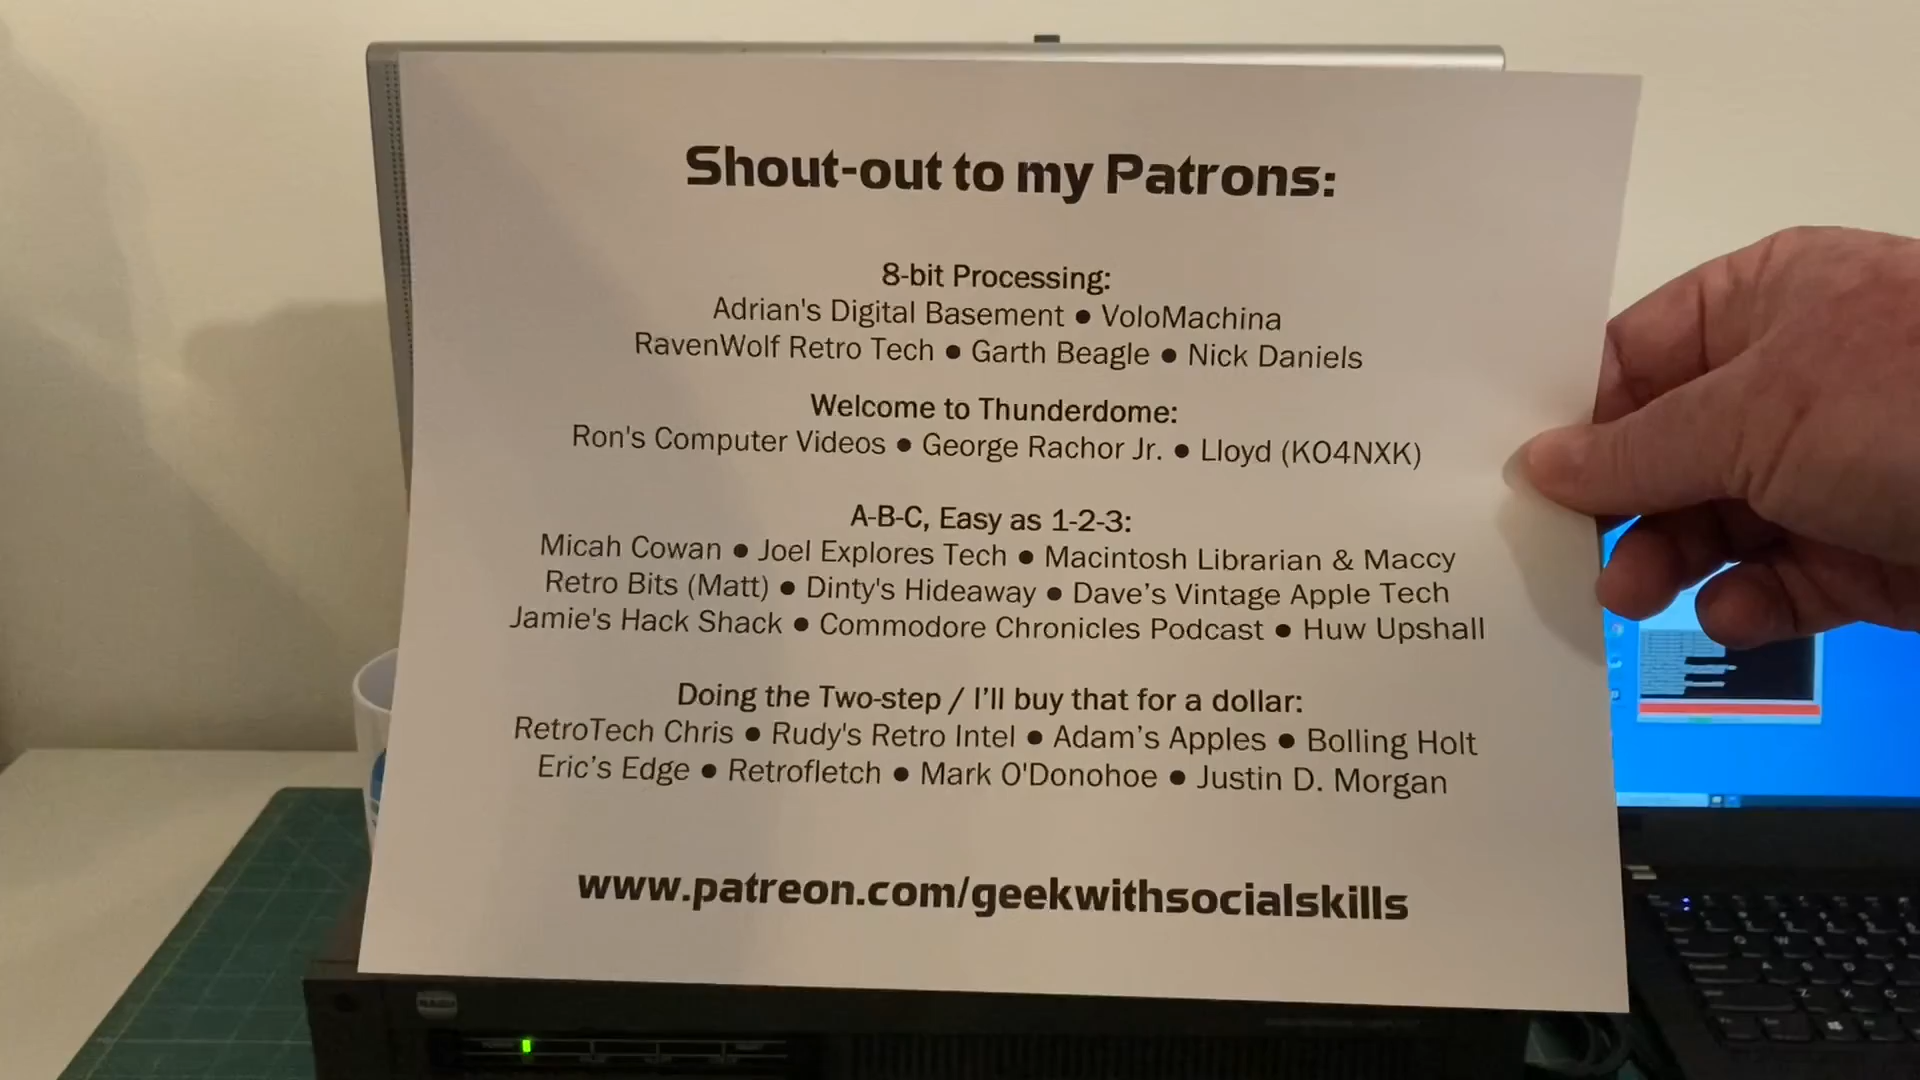 Shout-out to my Patrons:
8-bit Processing:
Adrian's Digital Basement ● VoloMachina
RavenWolf Retro Tech ● Garth Beagle ● Nick Daniels
Welcome to Thunderdome:
Ron's Computer Videos ● George Rachor Jr. ● Lloyd (KO4NXK)
A-B-C, Easy as 1-2-3:
Micah Cowan ● Joel Explores Tech ● Macintosh Librarian & Maccy
Retro Bits (Matt) ● Dinty's Hideaway ● Dave’s Vintage Apple Tech
Jamie's Hack Shack ● Commodore Chronicles Podcast ● Huw Upshall
Doing the Two-step / I’ll buy that for a dollar:
RetroTech Chris ● Rudy's Retro Intel ● Adam’s Apples ● Bolling Holt
Eric’s Edge ● Retrofletch ● Mark O'Donohoe ● Justin D. Morgan
www.patreon.com/geekwithsocialskills